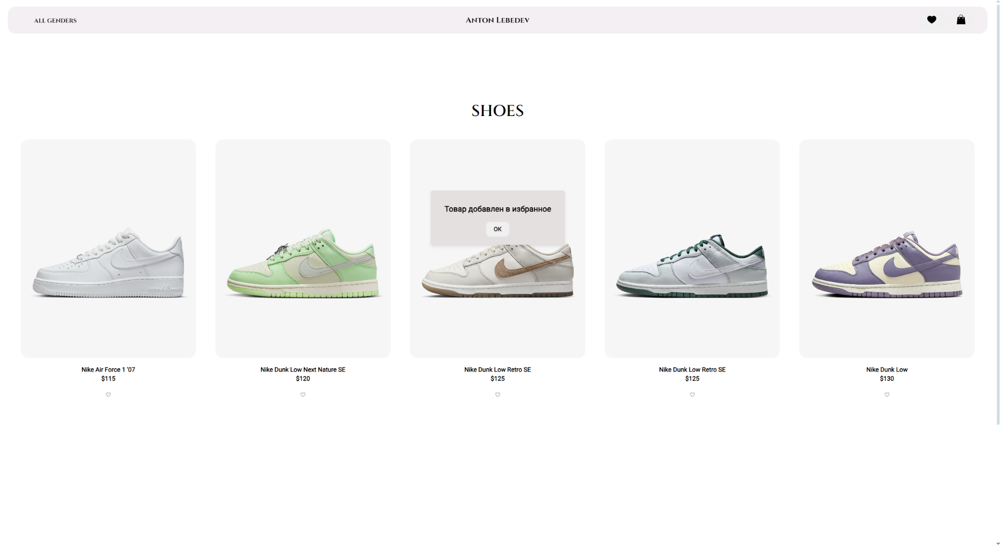 ALL GENDERS
ANTON LEBEDEV
SHOES
Товар добавлен в избранное
ОК
Nike Air Force 1 '07
$115
Nike Dunk Low Next Nature SE
$120
Nike Dunk Low Retro SE
$125
Nike Dunk Low Retro SE
$125
Nike Dunk Low
$130